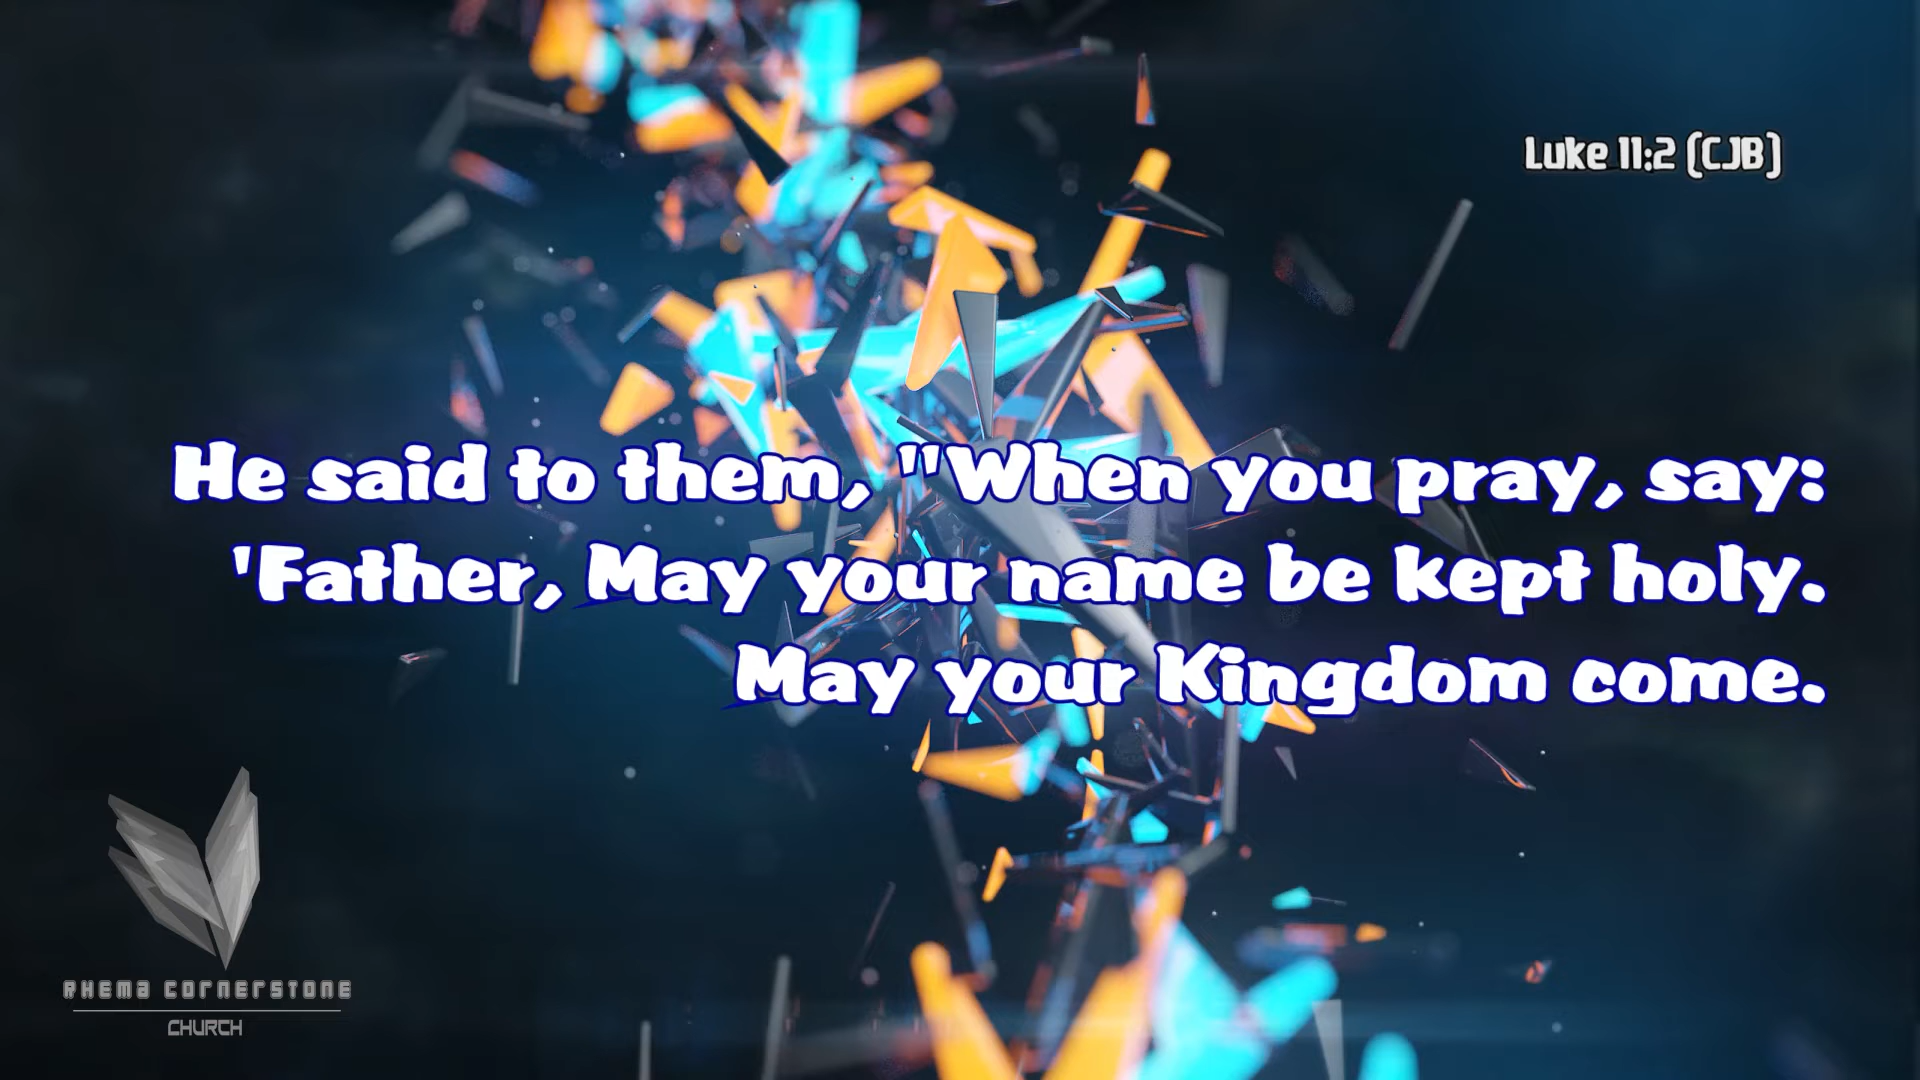 Luke 11:2 (CJB)
He said to them, "When you pray, say:
'Father, May your name be kept holy.
May your Kingdom come.
RHEMA CORNERSTONE
CHURCH